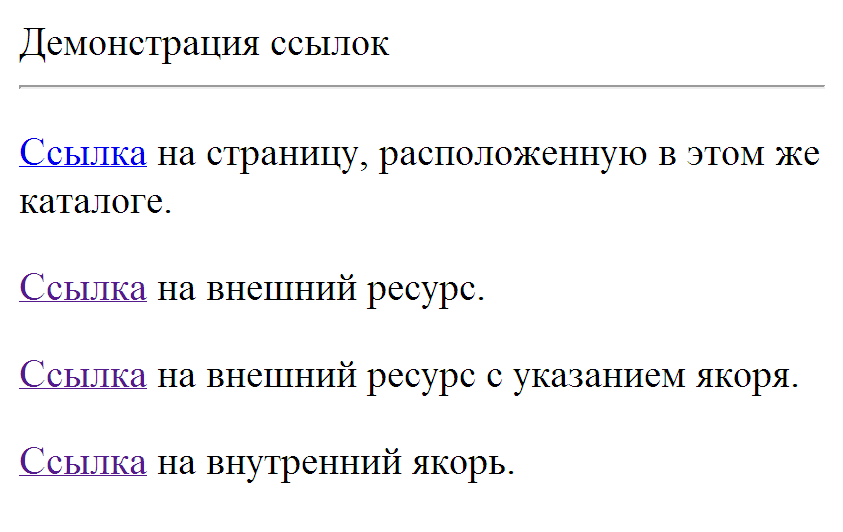 Демонстрация ссылок
Ссылка на страницу, расположенную в этом же
каталоге.
Ссылка на внешний ресурс.
Ссылка на внешний ресурс с указанием якоря.
Ссылка на внутренний якорь.